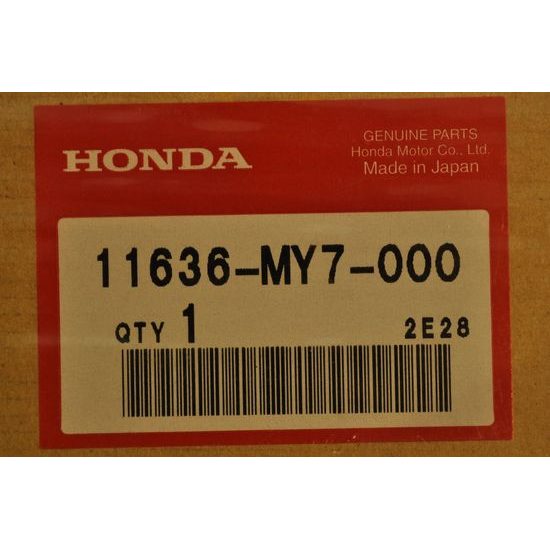 HONDA
GENUINE PARTS
Honda Motor Co., Ltd.
Made in Japan
11636-MY7-000
QTY 1
2E28